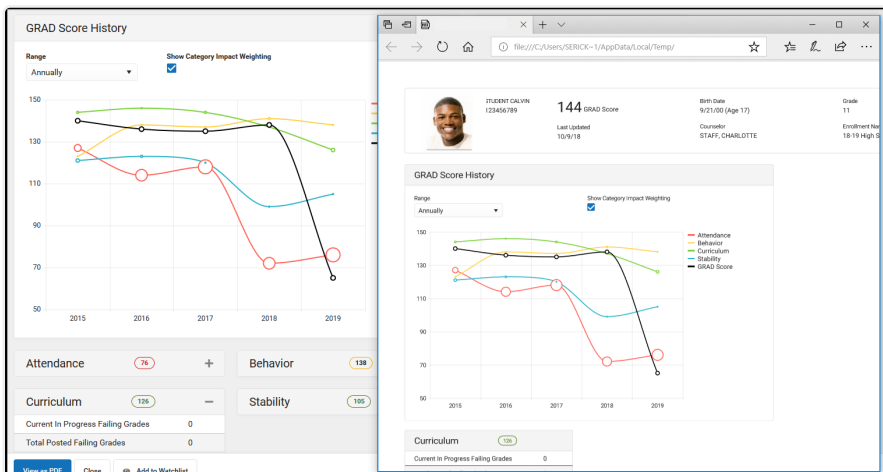 GRAD Score History
Range
Show Category Impact Weighting
Annually
150
130
110
90
70
50
2015 2016 2017 2018 2019
Attendance 76 +
Behavior 138
Curriculum 126 −
Stability 105
Current In Progress Failing Grades 0
Total Posted Failing Grades 0
View as PDF Close Add to Watchlist
file:///C:/Users/SERICK~1/AppData/Local/Temp/
STUDENT CALVIN
123456789
144 GRAD Score
Last Updated
10/9/18
Birth Date
9/21/00 (Age 17)
Counselor
STAFF, CHARLOTTE
Grade
11
Enrollment
18-19 High
GRAD Score History
Range
Show Category Impact Weighting
Annually
150
130
110
90
70
50
2015 2016 2017 2018 2019
Attendance
Behavior
Curriculum
Stability
GRAD Score
Curriculum 126
Current In Progress Failing Grades 0